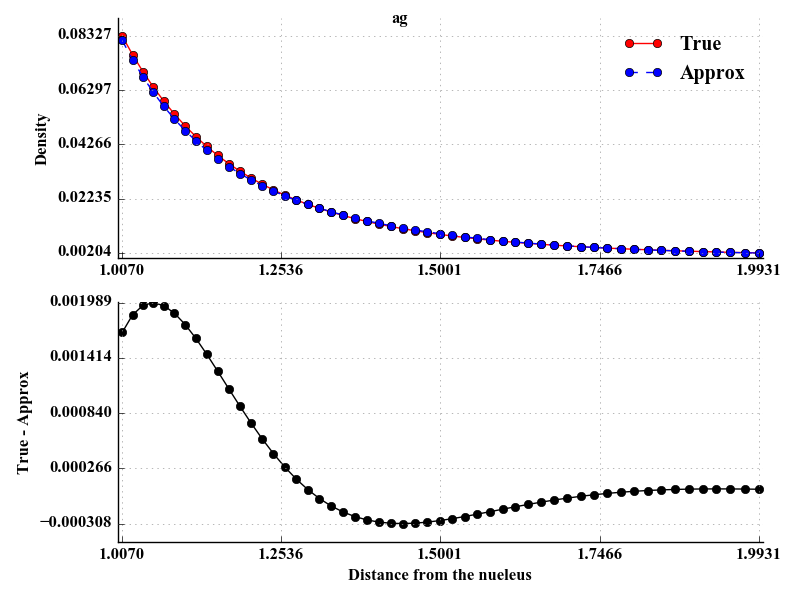 ag
True
Approx
Density
0.08327
0.06297
0.04266
0.02235
0.00204
1.0070 1.2536 1.5001 1.7466 1.9931
True - Approx
0.001989
0.001414
0.000840
0.000266
−0.000308
1.0070 1.2536 1.5001 1.7466 1.9931
Distance from the nueleus